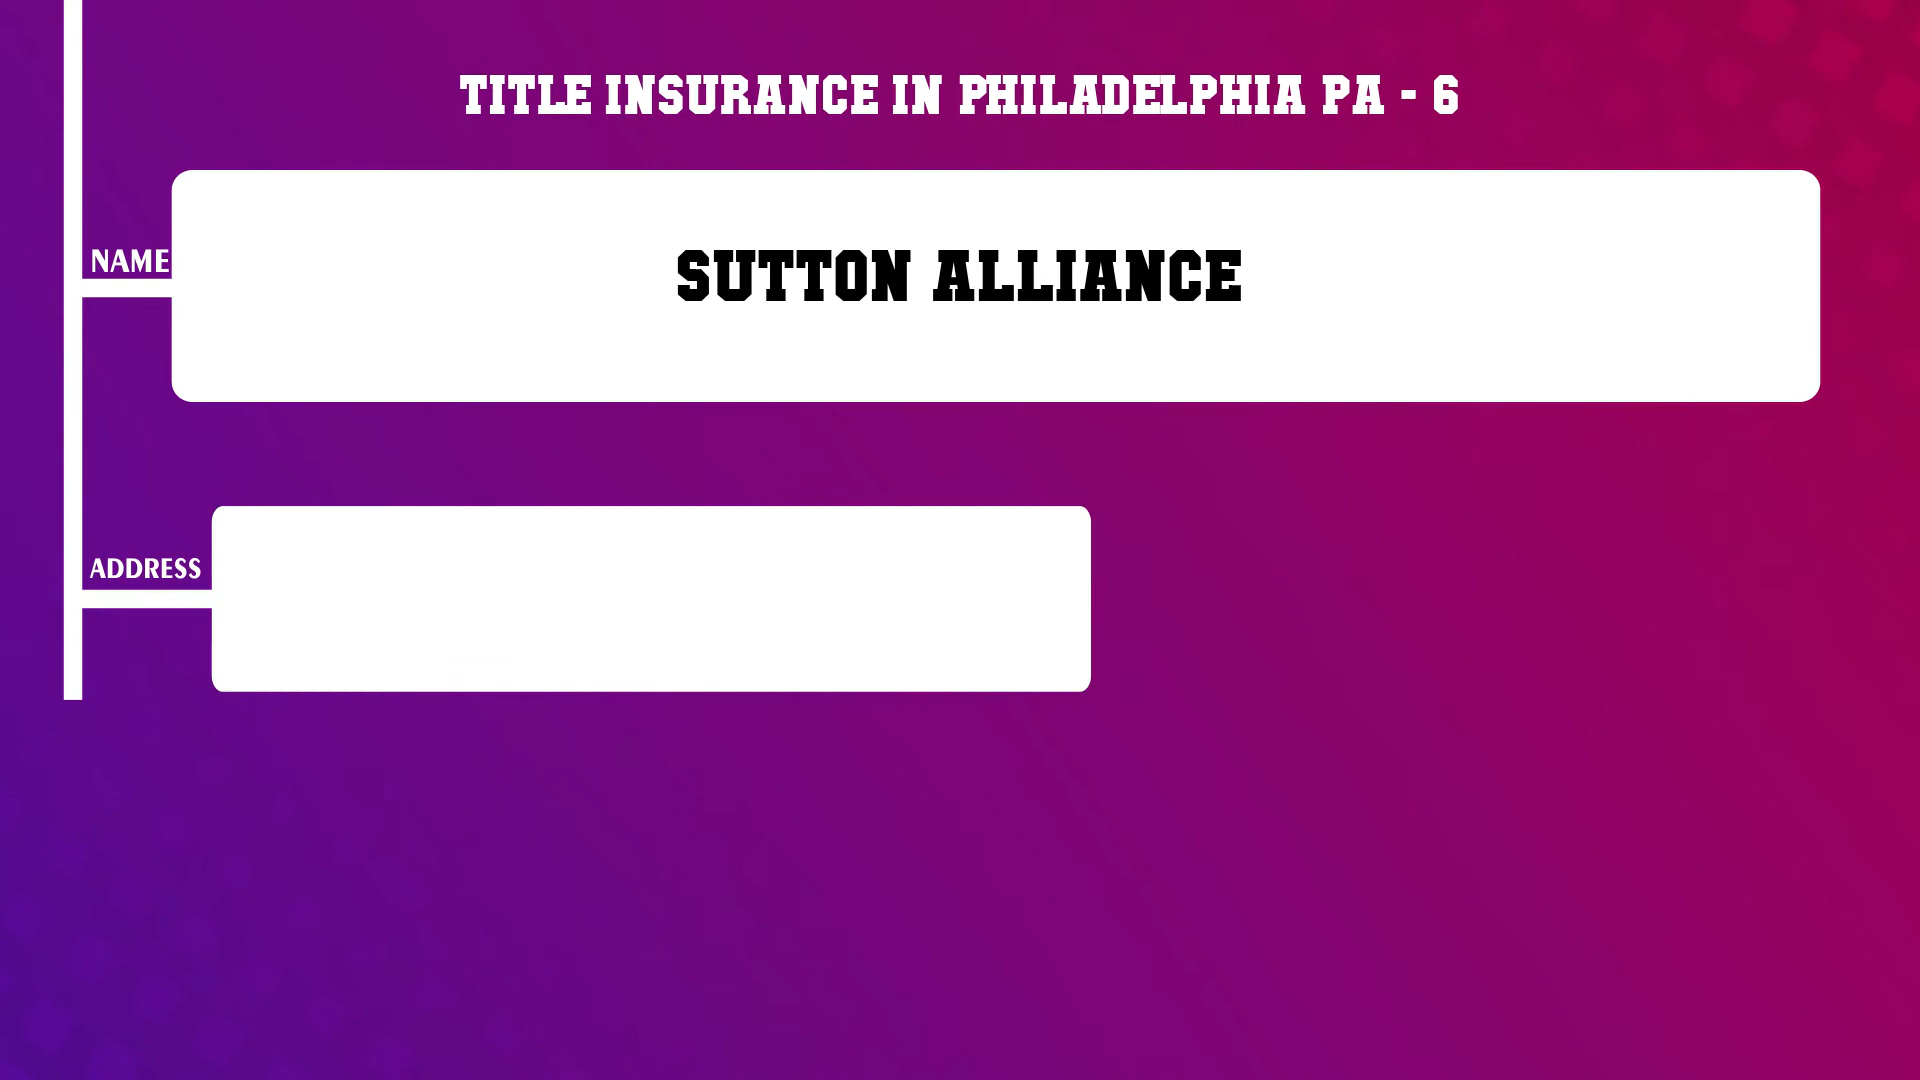 TITLE INSURANCE IN PHILADELPHIA PA - 6
NAME
SUTTON ALLIANCE
ADDRESS